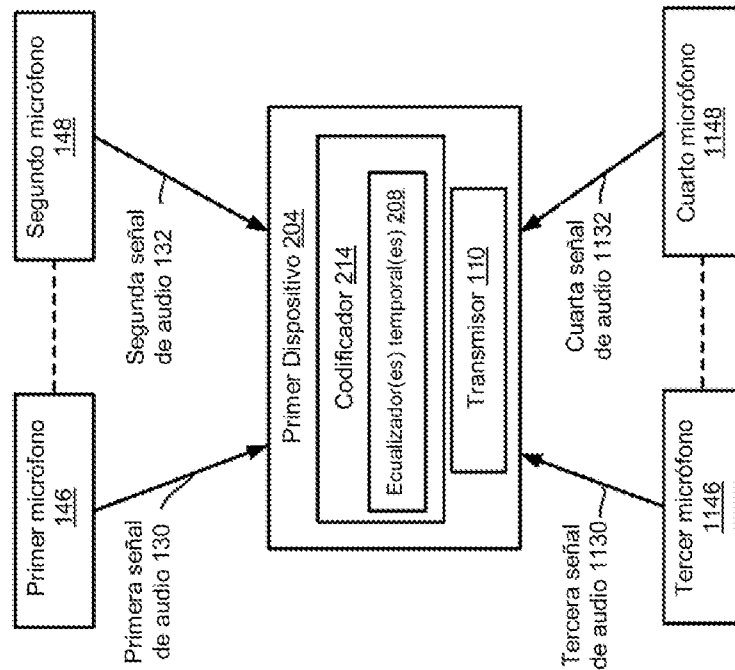 Primer micrófono
146
Segundo micrófono
148
Primera señal
de audio 130
Segunda señal
de audio 132
Primer Dispositivo 204
Codificador 214
Ecualizador(es) temporal(es) 208
Transmisor 110
Tercera señal
de audio 1130
Cuarta señal
de audio 1132
Tercer micrófono
1146
Cuarto micrófono
1148